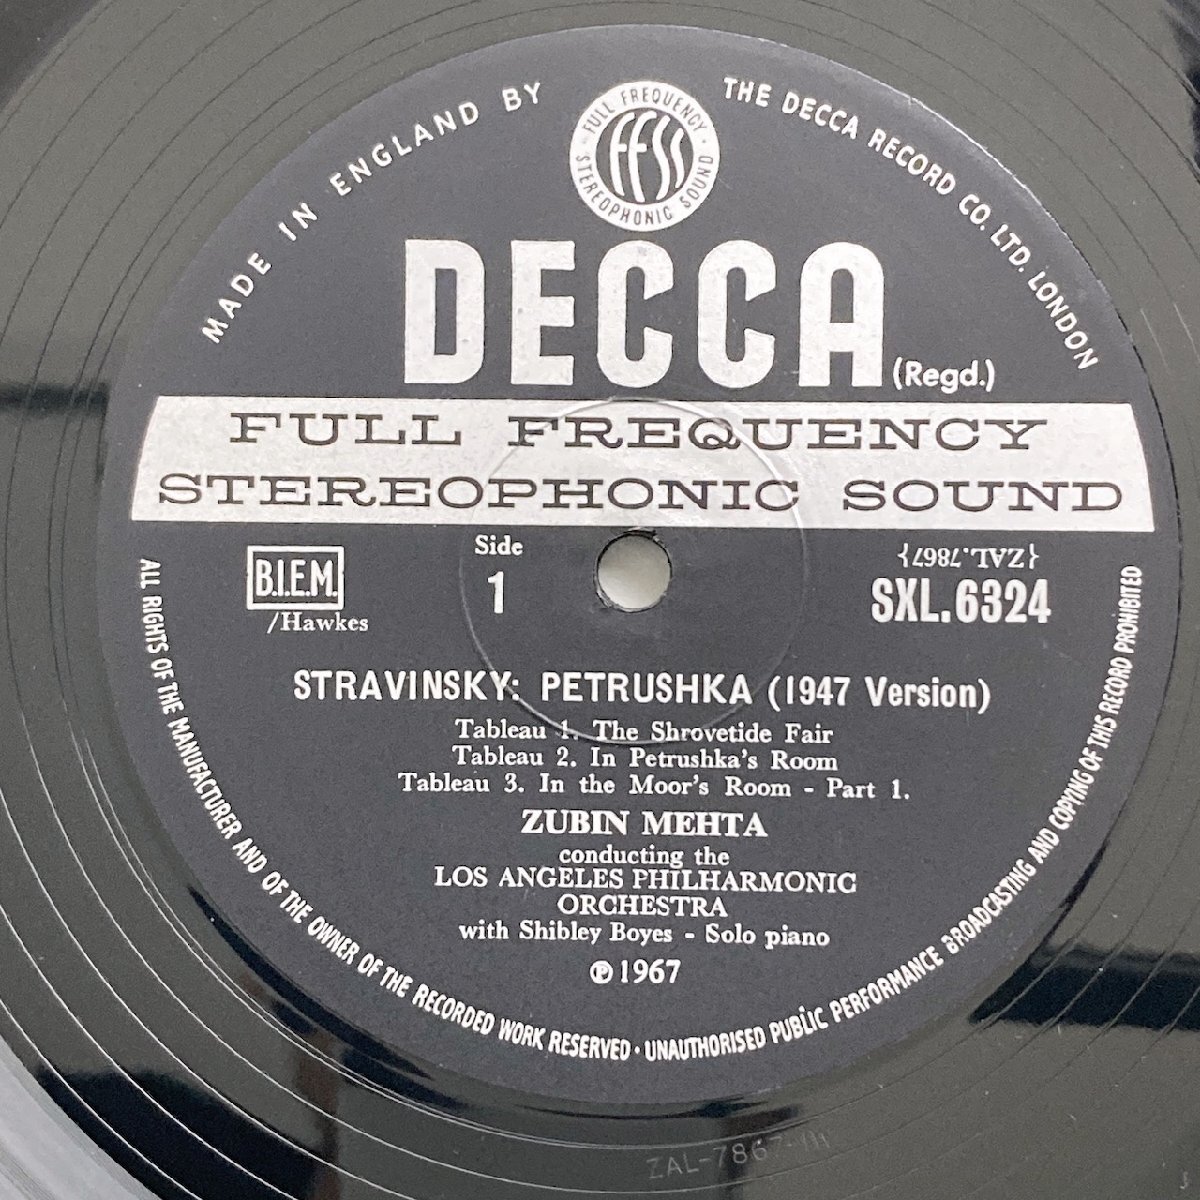 MADE IN ENGLAND BY THE DECCA RECORD CO. LTD. LONDON
FULL FREQUENCY
STEREOPHONIC SOUND
FFSS
DECCA (Regd.)
FULL FREQUENCY
STEREOPHONIC SOUND
B.I.E.M.
/Hawkes
Side
1
{ZAL.7867}
SXL.6324
STRAVINSKY: PETRUSHKA (1947 Version)
Tableau 1. The Shrovetide Fair
Tableau 2. In Petrushka's Room
Tableau 3. In the Moor's Room - Part 1.
ZUBIN MEHTA
conducting the
LOS ANGELES PHILHARMONIC
ORCHESTRA
with Shibley Boyes - Solo piano
℗ 1967
ALL RIGHTS OF THE MANUFACTURER AND OF THE OWNER OF THE RECORDED WORK RESERVED · UNAUTHORISED PUBLIC PERFORMANCE BROADCASTING AND COPYING OF THIS RECORD PROHIBITED